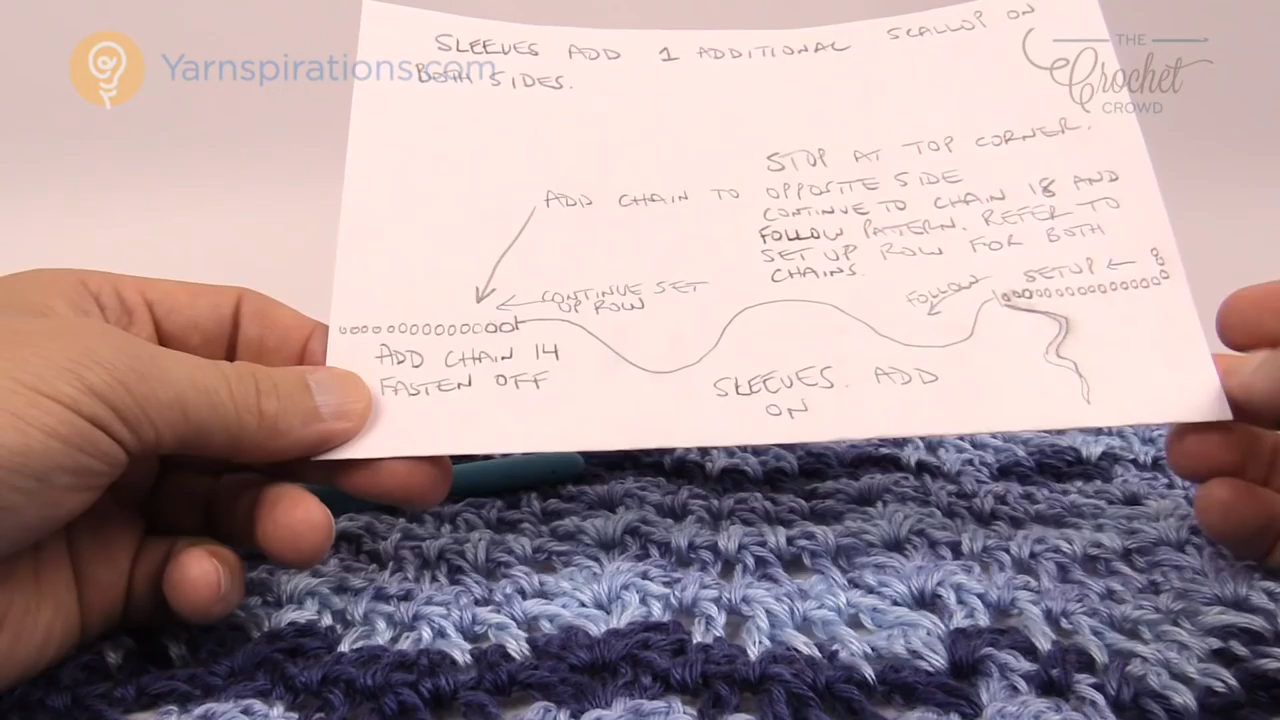 Yarnspirations.com
THE
Crochet
CROWD
SLEEVES ADD 1 ADDITIONAL SCALLOP ON
BOTH SIDES.
STOP AT TOP CORNER.
ADD CHAIN TO OPPOSITE SIDE
CONTINUE TO CHAIN 18 AND
FOLLOW PATTERN. REFER TO
SET UP ROW FOR BOTH
CHAINS.
CONTINUE SET
UP ROW
FOLLOW
SETUP
ADD CHAIN 14
FASTEN OFF
SLEEVES. ADD
ON